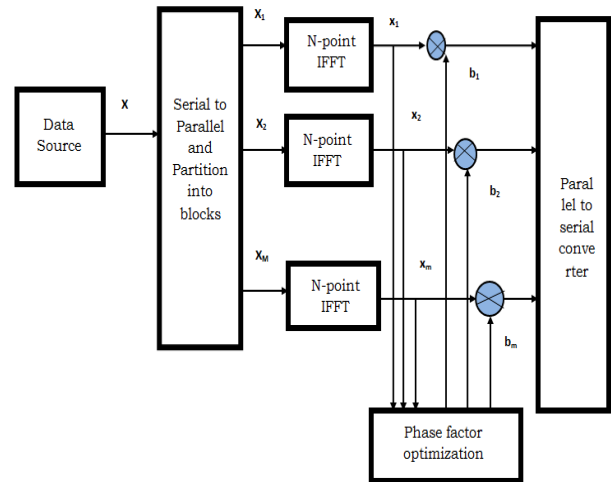 X₁
x₁
N-point
IFFT
b₁
X
Data
Source
Serial to
Parallel
and
Partition
into
blocks
X₂
N-point
IFFT
x₂
b₂
Paral
lel to
serial
conve
rter
X_M
N-point
IFFT
xₘ
bₘ
Phase factor
optimization